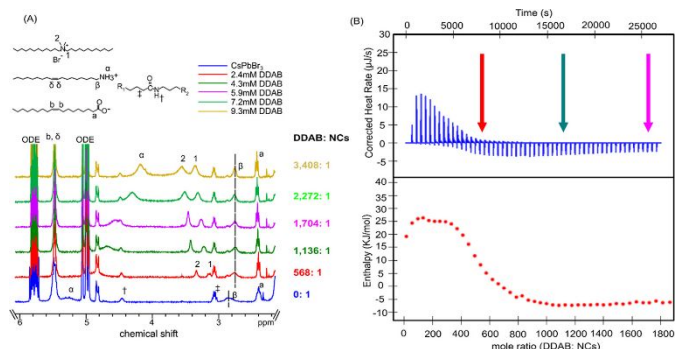 (A)
2
N
Br
1
NH3+
δ δ
β
b b
O
O-
a
R1
O
N
H
R2
‡
†
CsPbBr3
2.4mM DDAB
4.3mM DDAB
5.9mM DDAB
7.2mM DDAB
9.3mM DDAB
DDAB: NCs
ODE b, δ ODE α 2 1 β a
3,408: 1
2,272: 1
1,704: 1
1,136: 1
2 1
568: 1
α † ‡ β a
0: 1
6 5 4 3 ppm
chemical shift
(B)
Time (s)
0 5000 10000 15000 20000 25000
Corrected Heat Rate (μJ/s)
30
25
20
15
10
5
0
-5
-10
Enthalpy (KJ/mol)
40
35
30
25
20
15
10
5
0
-5
-10
0 200 400 600 800 1000 1200 1400 1600 1800
mole ratio (DDAB: NCs)